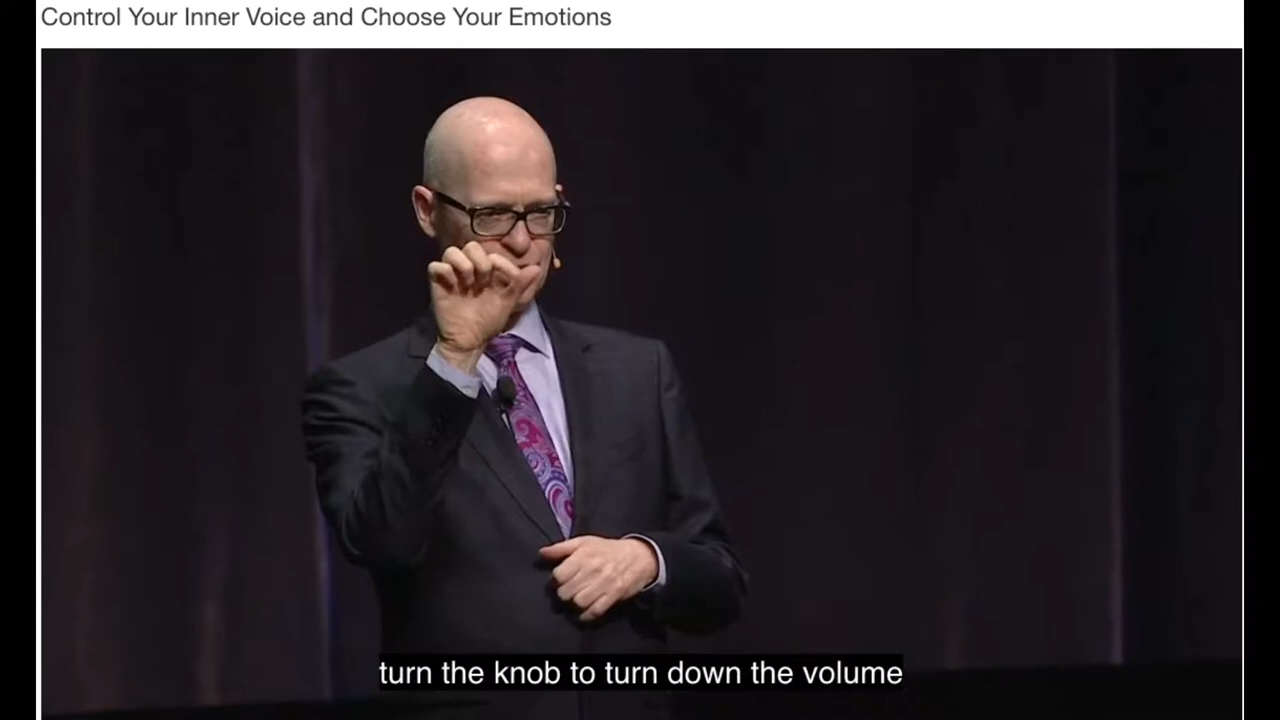 Control Your Inner Voice and Choose Your Emotions
turn the knob to turn down the volume